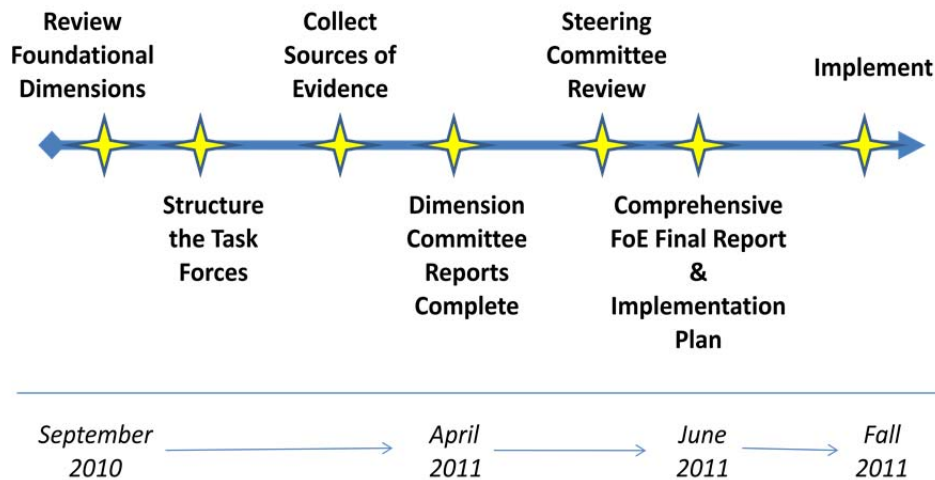 Review
Foundational
Dimensions
Collect
Sources of
Evidence
Steering
Committee
Review
Implement
Structure
the Task
Forces
Dimension
Committee
Reports
Complete
Comprehensive
FoE Final Report
&
Implementation
Plan
September
2010
April
2011
June
2011
Fall
2011